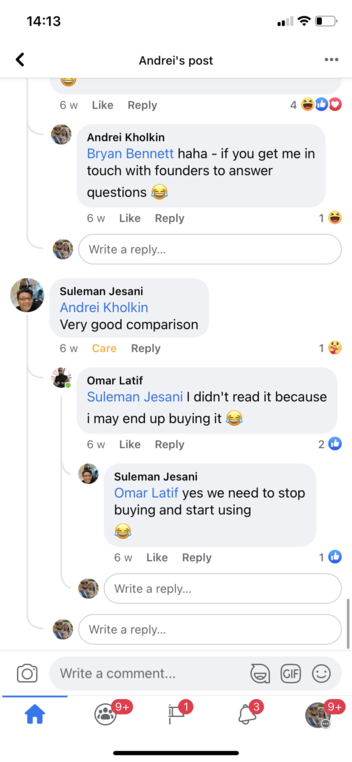 14:13
Andrei's post
6 w Like Reply 4
Andrei Kholkin
Bryan Bennett haha - if you get me in
touch with founders to answer
questions 😂
6 w Like Reply 1
Write a reply...
Suleman Jesani
Andrei Kholkin
Very good comparison
6 w Care Reply 1
Omar Latif
Suleman Jesani I didn't read it because
i may end up buying it 😂
6 w Like Reply 2
Suleman Jesani
Omar Latif yes we need to stop
buying and start using
😂
6 w Like Reply 1
Write a reply...
Write a reply...
Write a comment... GIF
9+ 1 3 9+